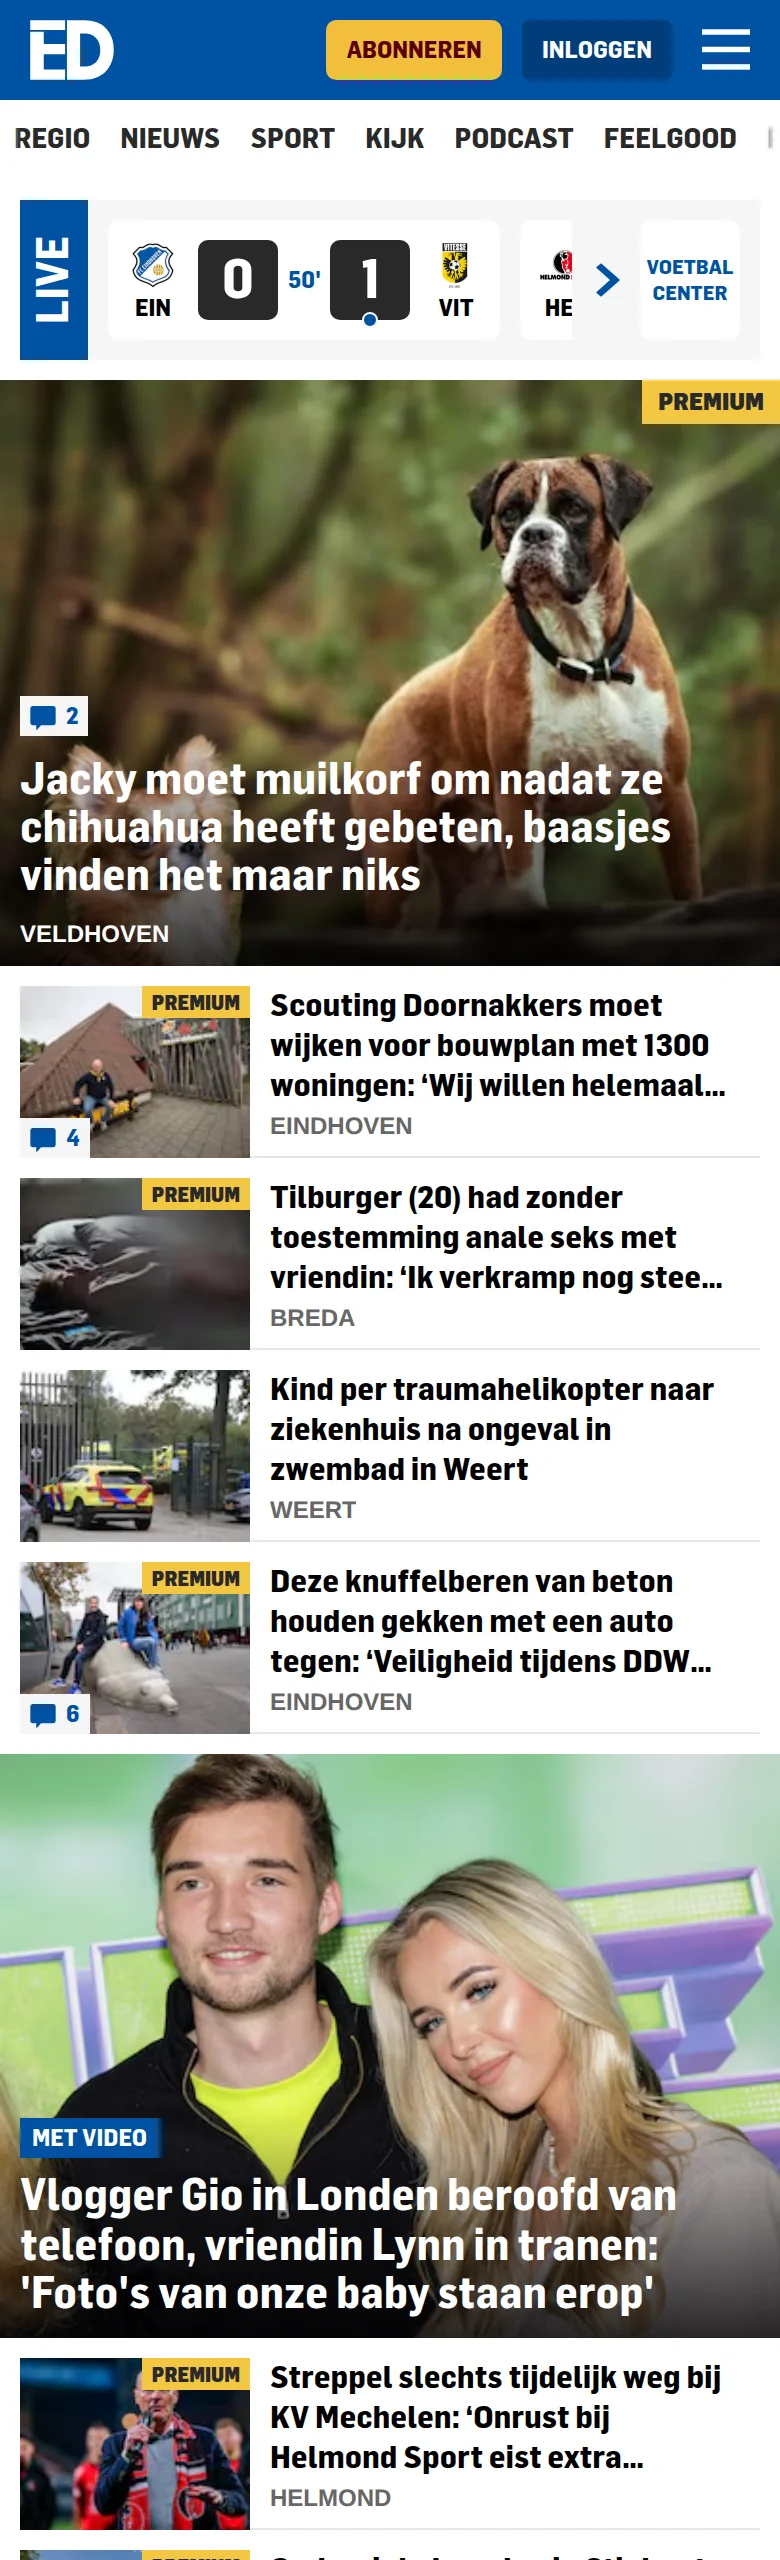 ED
ABONNEREN
INLOGGEN
REGIO NIEUWS SPORT KIJK PODCAST FEELGOOD
LIVE
EIN
0
50'
1
VITESSE
VIT
HELMOND
HE
VOETBAL
CENTER
PREMIUM
2
Jacky moet muilkorf om nadat ze
chihuahua heeft gebeten, baasjes
vinden het maar niks
VELDHOVEN
PREMIUM
4
Scouting Doornakkers moet
wijken voor bouwplan met 1300
woningen: ‘Wij willen helemaal...
EINDHOVEN
PREMIUM
Tilburger (20) had zonder
toestemming anale seks met
vriendin: ‘Ik verkramp nog stee...
BREDA
Kind per traumahelikopter naar
ziekenhuis na ongeval in
zwembad in Weert
WEERT
PREMIUM
6
Deze knuffelberen van beton
houden gekken met een auto
tegen: ‘Veiligheid tijdens DDW...
EINDHOVEN
MET VIDEO
Vlogger Gio in Londen beroofd van
telefoon, vriendin Lynn in tranen:
'Foto's van onze baby staan erop'
PREMIUM
Streppel slechts tijdelijk weg bij
KV Mechelen: ‘Onrust bij
Helmond Sport eist extra...
HELMOND